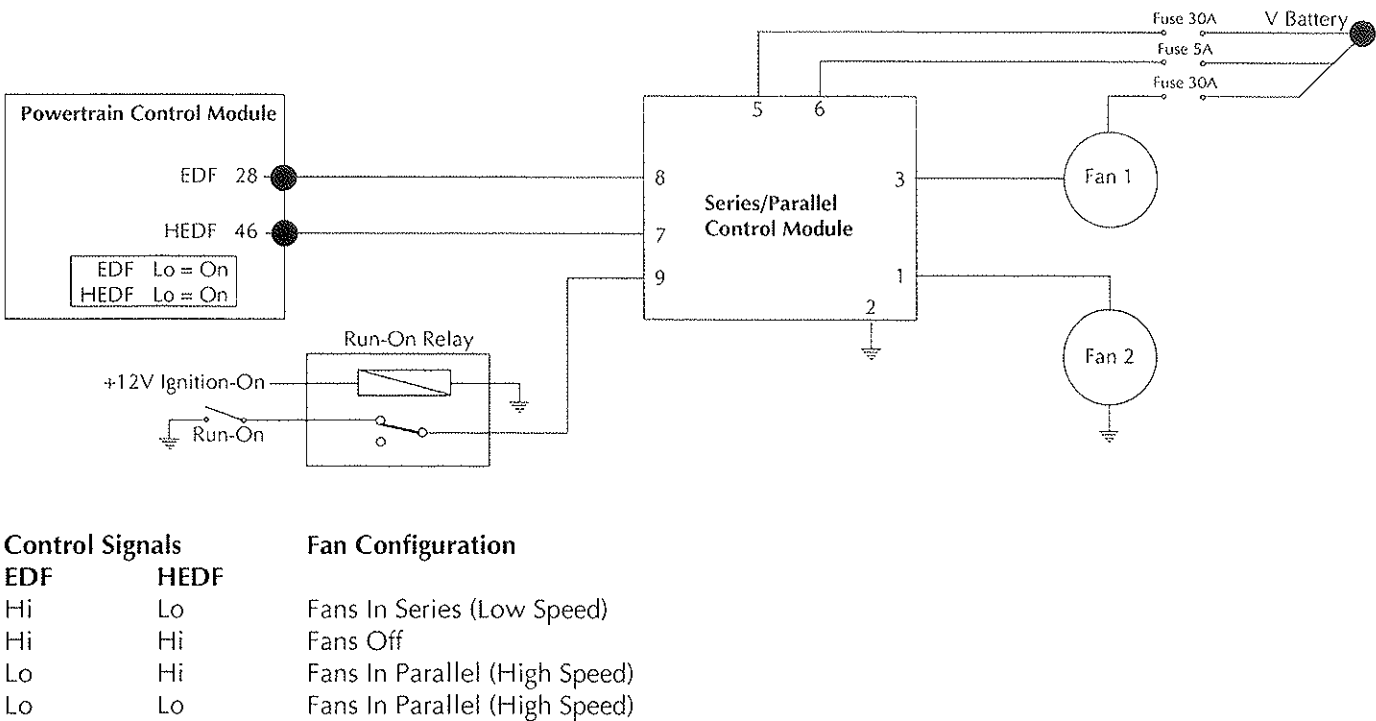 Fuse 30A
V Battery
Fuse 5A
Fuse 30A
Powertrain Control Module
5
6
EDF 28
8
3
Fan 1
Series/Parallel
Control Module
HEDF 46
7
EDF Lo = On
HEDF Lo = On
9
1
2
Run-On Relay
Fan 2
+12V Ignition-On
Run-On
Control Signals Fan Configuration
EDF HEDF
Hi Lo Fans In Series (Low Speed)
Hi Hi Fans Off
Lo Hi Fans In Parallel (High Speed)
Lo Lo Fans In Parallel (High Speed)